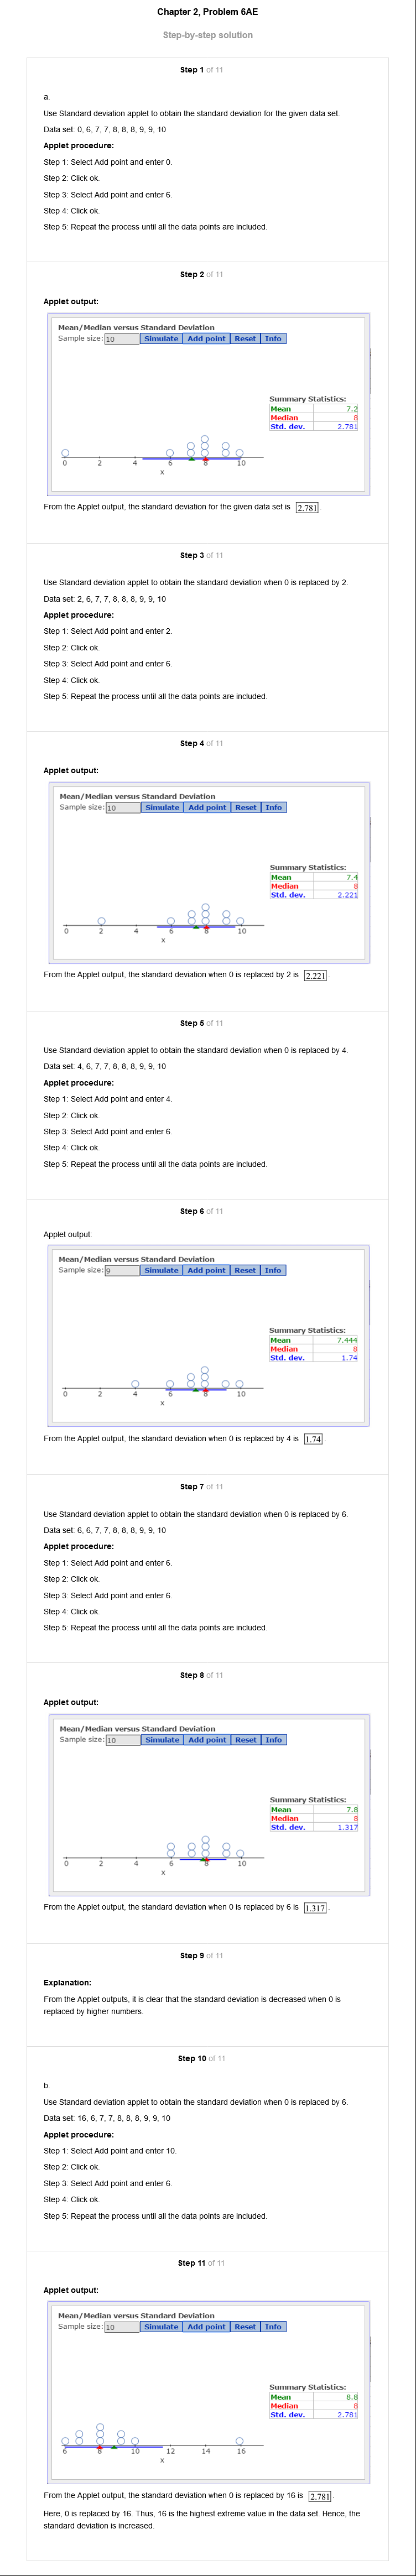 Chapter 2, Problem 6AE
Step-by-step solution
Step 1 of 11
a.
Use Standard deviation applet to obtain the standard deviation for the given data set.
Data set: 0, 6, 7, 7, 8, 8, 8, 9, 9, 10
Applet procedure:
Step 1: Select Add point and enter 0.
Step 2: Click ok.
Step 3: Select Add point and enter 6.
Step 4: Click ok.
Step 5: Repeat the process until all the data points are included.
Step 2 of 11
Applet output:
Mean/Median versus Standard Deviation
Sample size: 10 Simulate Add point Reset Info
Summary Statistics:
Mean 7.2
Median 8
Std. dev. 2.781
0 2 4 6 8 10
x
From the Applet output, the standard deviation for the given data set is 2.781.
Step 3 of 11
Use Standard deviation applet to obtain the standard deviation when 0 is replaced by 2.
Data set: 2, 6, 7, 7, 8, 8, 8, 9, 9, 10
Applet procedure:
Step 1: Select Add point and enter 2.
Step 2: Click ok.
Step 3: Select Add point and enter 6.
Step 4: Click ok.
Step 5: Repeat the process until all the data points are included.
Step 4 of 11
Applet output:
Mean/Median versus Standard Deviation
Sample size: 10 Simulate Add point Reset Info
Summary Statistics:
Mean 7.4
Median 8
Std. dev. 2.221
0 2 4 6 8 10
x
From the Applet output, the standard deviation when 0 is replaced by 2 is 2.221.
Step 5 of 11
Use Standard deviation applet to obtain the standard deviation when 0 is replaced by 4.
Data set: 4, 6, 7, 7, 8, 8, 8, 9, 9, 10
Applet procedure:
Step 1: Select Add point and enter 4.
Step 2: Click ok.
Step 3: Select Add point and enter 6.
Step 4: Click ok.
Step 5: Repeat the process until all the data points are included.
Step 6 of 11
Applet output:
Mean/Median versus Standard Deviation
Sample size: 9 Simulate Add point Reset Info
Summary Statistics:
Mean 7.444
Median 8
Std. dev. 1.74
0 2 4 6 8 10
x
From the Applet output, the standard deviation when 0 is replaced by 4 is 1.74.
Step 7 of 11
Use Standard deviation applet to obtain the standard deviation when 0 is replaced by 6.
Data set: 6, 6, 7, 7, 8, 8, 8, 9, 9, 10
Applet procedure:
Step 1: Select Add point and enter 6.
Step 2: Click ok.
Step 3: Select Add point and enter 6.
Step 4: Click ok.
Step 5: Repeat the process until all the data points are included.
Step 8 of 11
Applet output:
Mean/Median versus Standard Deviation
Sample size: 10 Simulate Add point Reset Info
Summary Statistics:
Mean 7.8
Median 8
Std. dev. 1.317
0 2 4 6 8 10
x
From the Applet output, the standard deviation when 0 is replaced by 6 is 1.317.
Step 9 of 11
Explanation:
From the Applet outputs, it is clear that the standard deviation is decreased when 0 is
replaced by higher numbers.
Step 10 of 11
b.
Use Standard deviation applet to obtain the standard deviation when 0 is replaced by 6.
Data set: 16, 6, 7, 7, 8, 8, 8, 9, 9, 10
Applet procedure:
Step 1: Select Add point and enter 10.
Step 2: Click ok.
Step 3: Select Add point and enter 6.
Step 4: Click ok.
Step 5: Repeat the process until all the data points are included.
Step 11 of 11
Applet output:
Mean/Median versus Standard Deviation
Sample size: 10 Simulate Add point Reset Info
Summary Statistics:
Mean 8.8
Median 8
Std. dev. 2.781
6 8 10 12 14 16
x
From the Applet output, the standard deviation when 0 is replaced by 16 is 2.781.
Here, 0 is replaced by 16. Thus, 16 is the highest extreme value in the data set. Hence, the
standard deviation is increased.